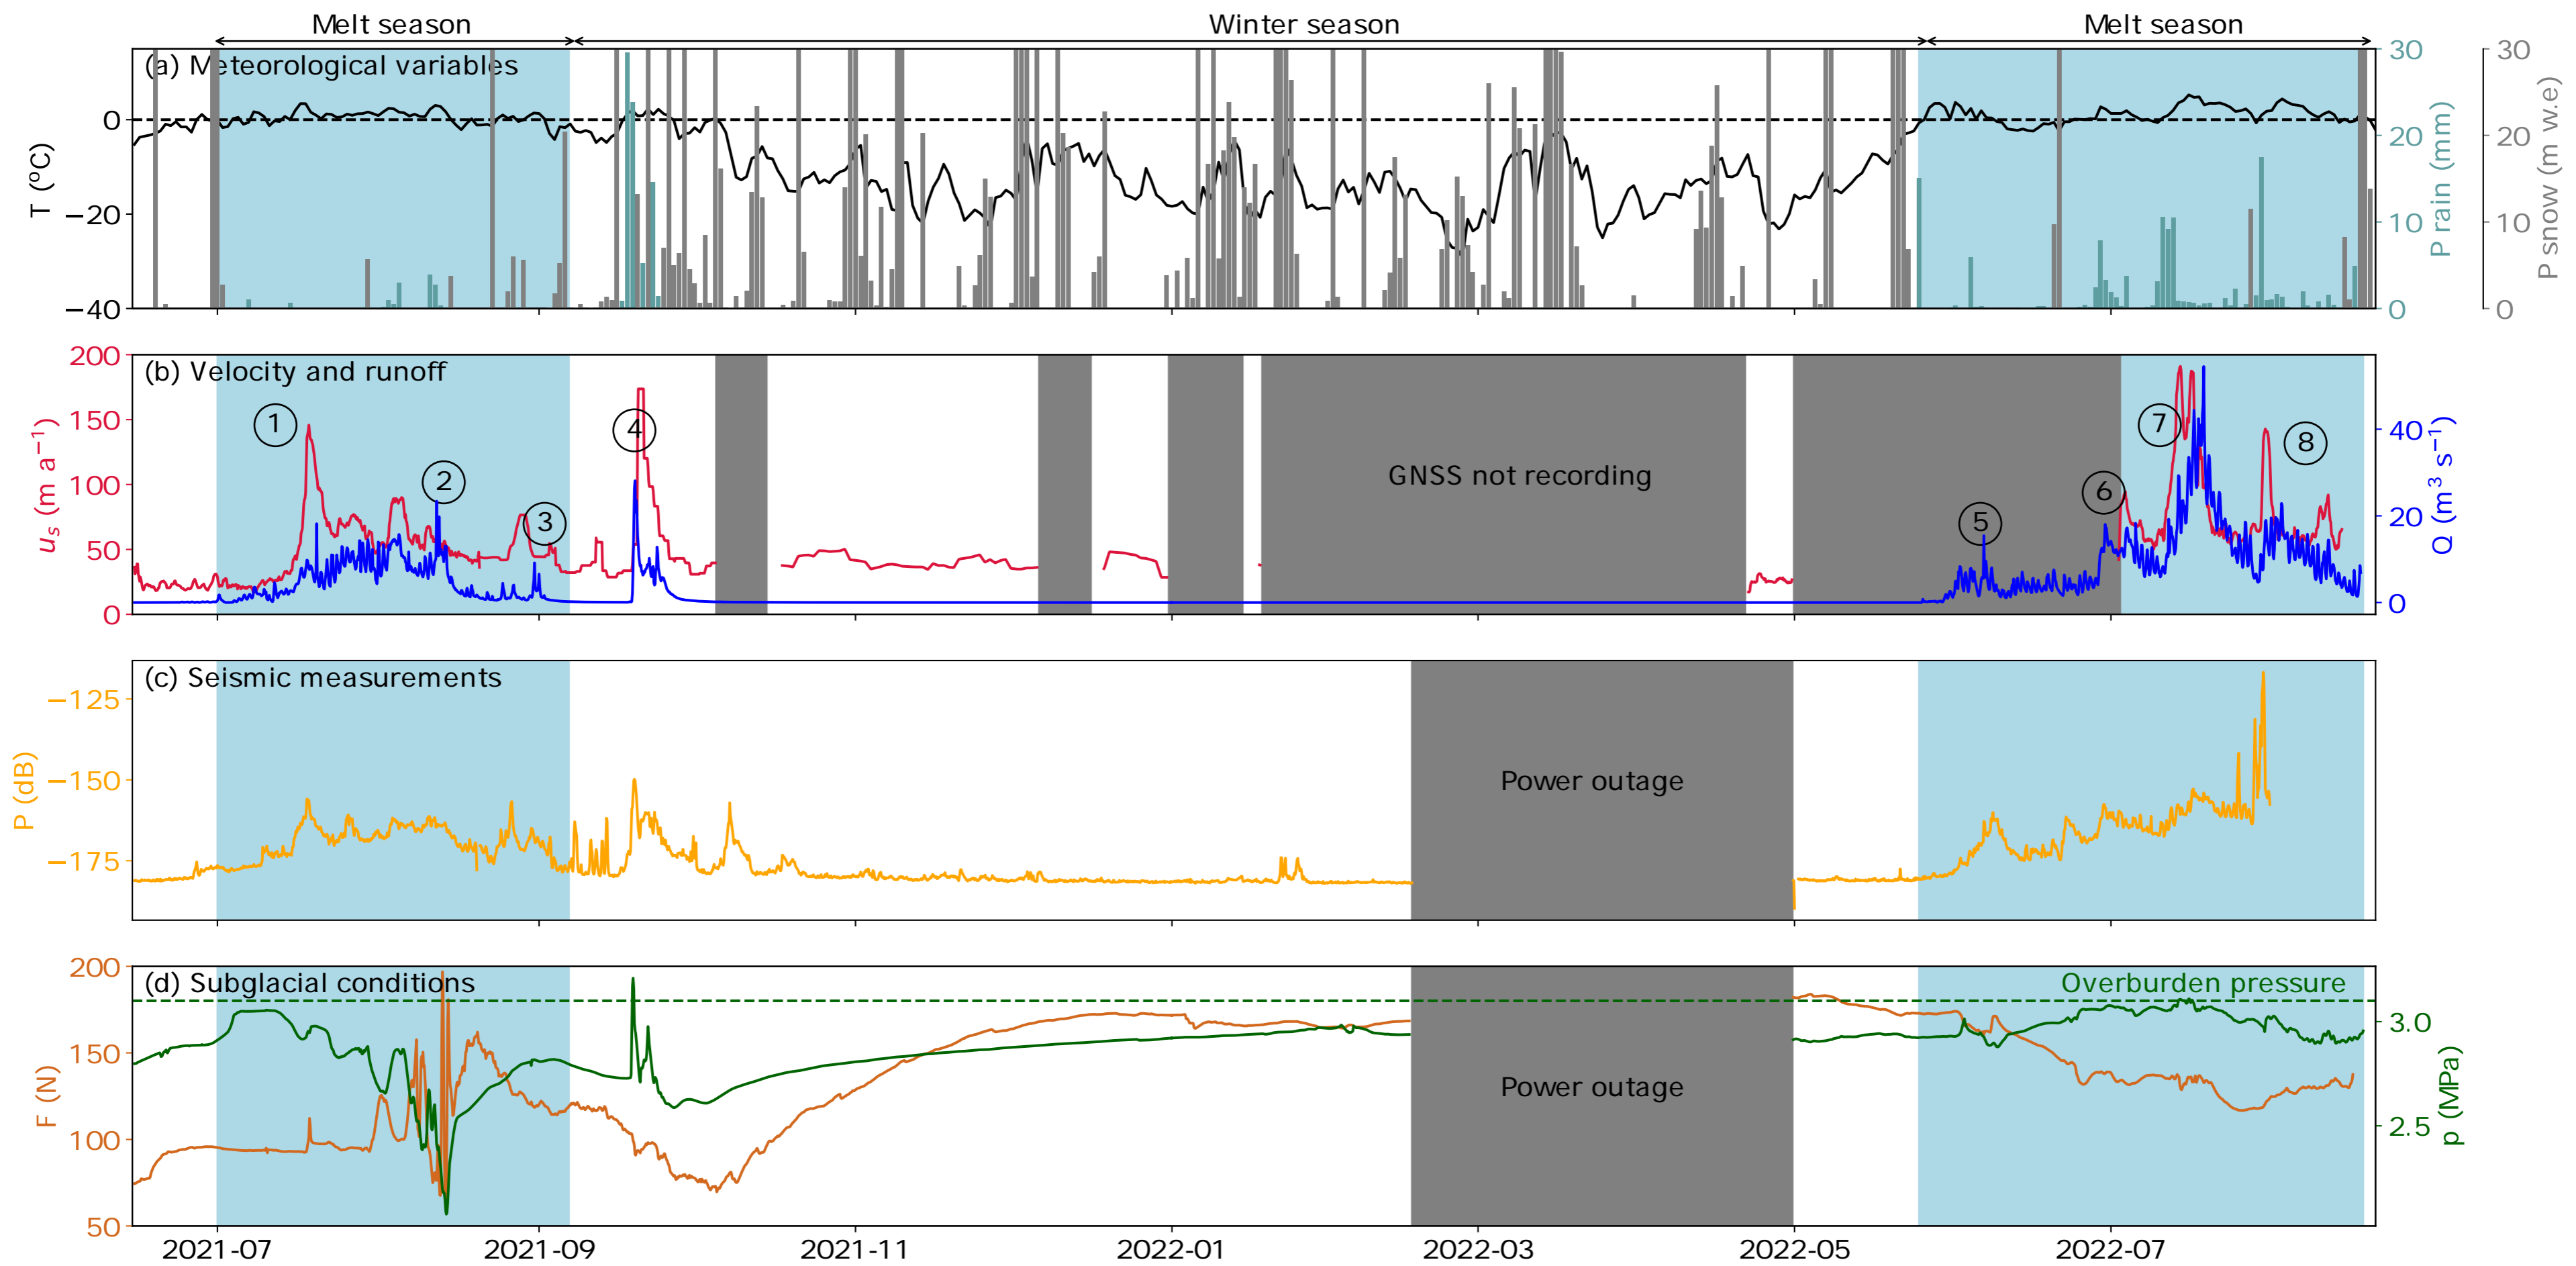 Melt season Winter season Melt season
(a) Meteorological variables
T (°C)
0
−20
−40
30
20
10
0
P rain (mm)
30
20
10
0
P snow (m w.e)
(b) Velocity and runoff
u_s (m a⁻¹)
200
150
100
50
0
1
2
3
4
GNSS not recording
5
6
7
8
40
20
0
Q (m³ s⁻¹)
(c) Seismic measurements
P (dB)
−125
−150
−175
Power outage
(d) Subglacial conditions
F (N)
200
150
100
50
Power outage
Overburden pressure
3.0
2.5
p (MPa)
2021-07 2021-09 2021-11 2022-01 2022-03 2022-05 2022-07